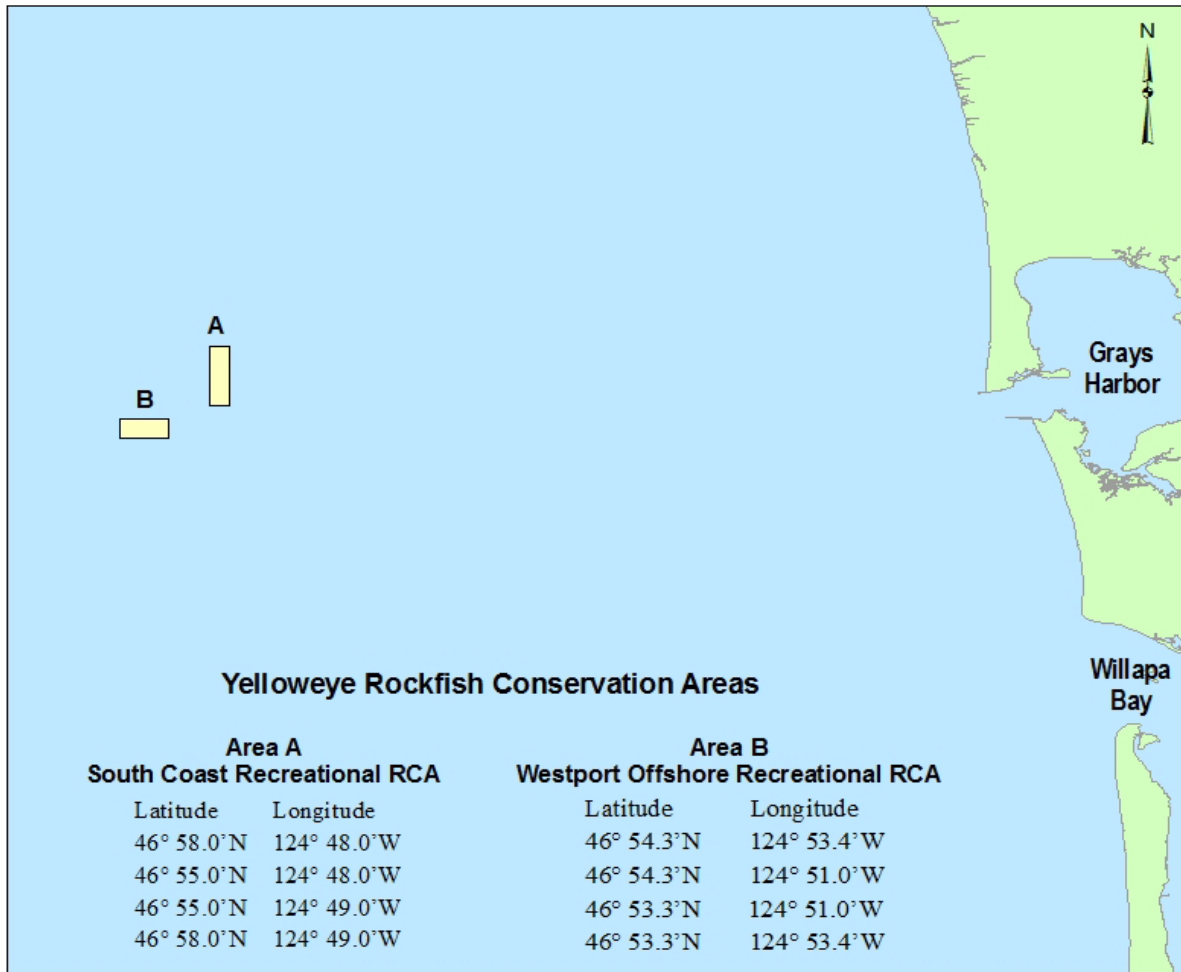 N
A
Grays
Harbor
B
Yelloweye Rockfish Conservation Areas
Willapa
Bay
Area A
South Coast Recreational RCA
Latitude Longitude
46° 58.0’N 124° 48.0’W
46° 55.0’N 124° 48.0’W
46° 55.0’N 124° 49.0’W
46° 58.0’N 124° 49.0’W
Area B
Westport Offshore Recreational RCA
Latitude Longitude
46° 54.3’N 124° 53.4’W
46° 54.3’N 124° 51.0’W
46° 53.3’N 124° 51.0’W
46° 53.3’N 124° 53.4’W